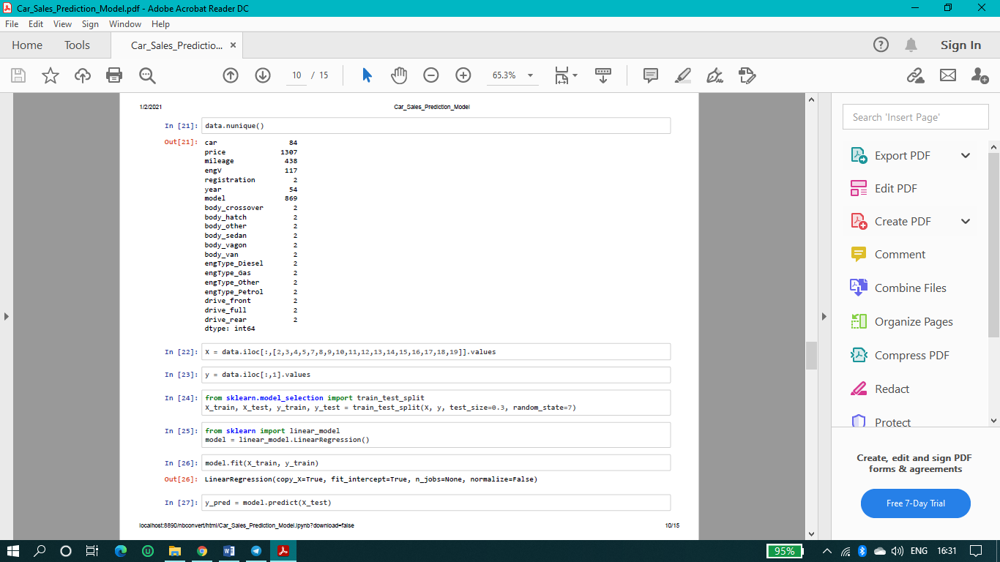 Car_Sales_Prediction_Model.pdf - Adobe Acrobat Reader DC
File Edit View Sign Window Help
Home Tools Car_Sales_Predictio... × Sign In
10 / 15 65.3%
1/2/2021 Car_Sales_Prediction_Model
In [21]: data.nunique()
Out[21]: car 84
price 1307
mileage 438
engV 117
registration 2
year 54
model 869
body_crossover 2
body_hatch 2
body_other 2
body_sedan 2
body_vagon 2
body_van 2
engType_Diesel 2
engType_Gas 2
engType_Other 2
engType_Petrol 2
drive_front 2
drive_full 2
drive_rear 2
dtype: int64
In [22]: X = data.iloc[:,[2,3,4,5,7,8,9,10,11,12,13,14,15,16,17,18,19]].values
In [23]: y = data.iloc[:,1].values
In [24]: from sklearn.model_selection import train_test_split
X_train, X_test, y_train, y_test = train_test_split(X, y, test_size=0.3, random_state=7)
In [25]: from sklearn import linear_model
model = linear_model.LinearRegression()
In [26]: model.fit(X_train, y_train)
Out[26]: LinearRegression(copy_X=True, fit_intercept=True, n_jobs=None, normalize=False)
In [27]: y_pred = model.predict(X_test)
localhost:8890/nbconvert/html/Car_Sales_Prediction_Model.ipynb?download=false 10/15
Search 'Insert Page'
Export PDF
Edit PDF
Create PDF
Comment
Combine Files
Organize Pages
Compress PDF
Redact
Protect
Create, edit and sign PDF
forms & agreements
Free 7-Day Trial
95% ENG 16:31